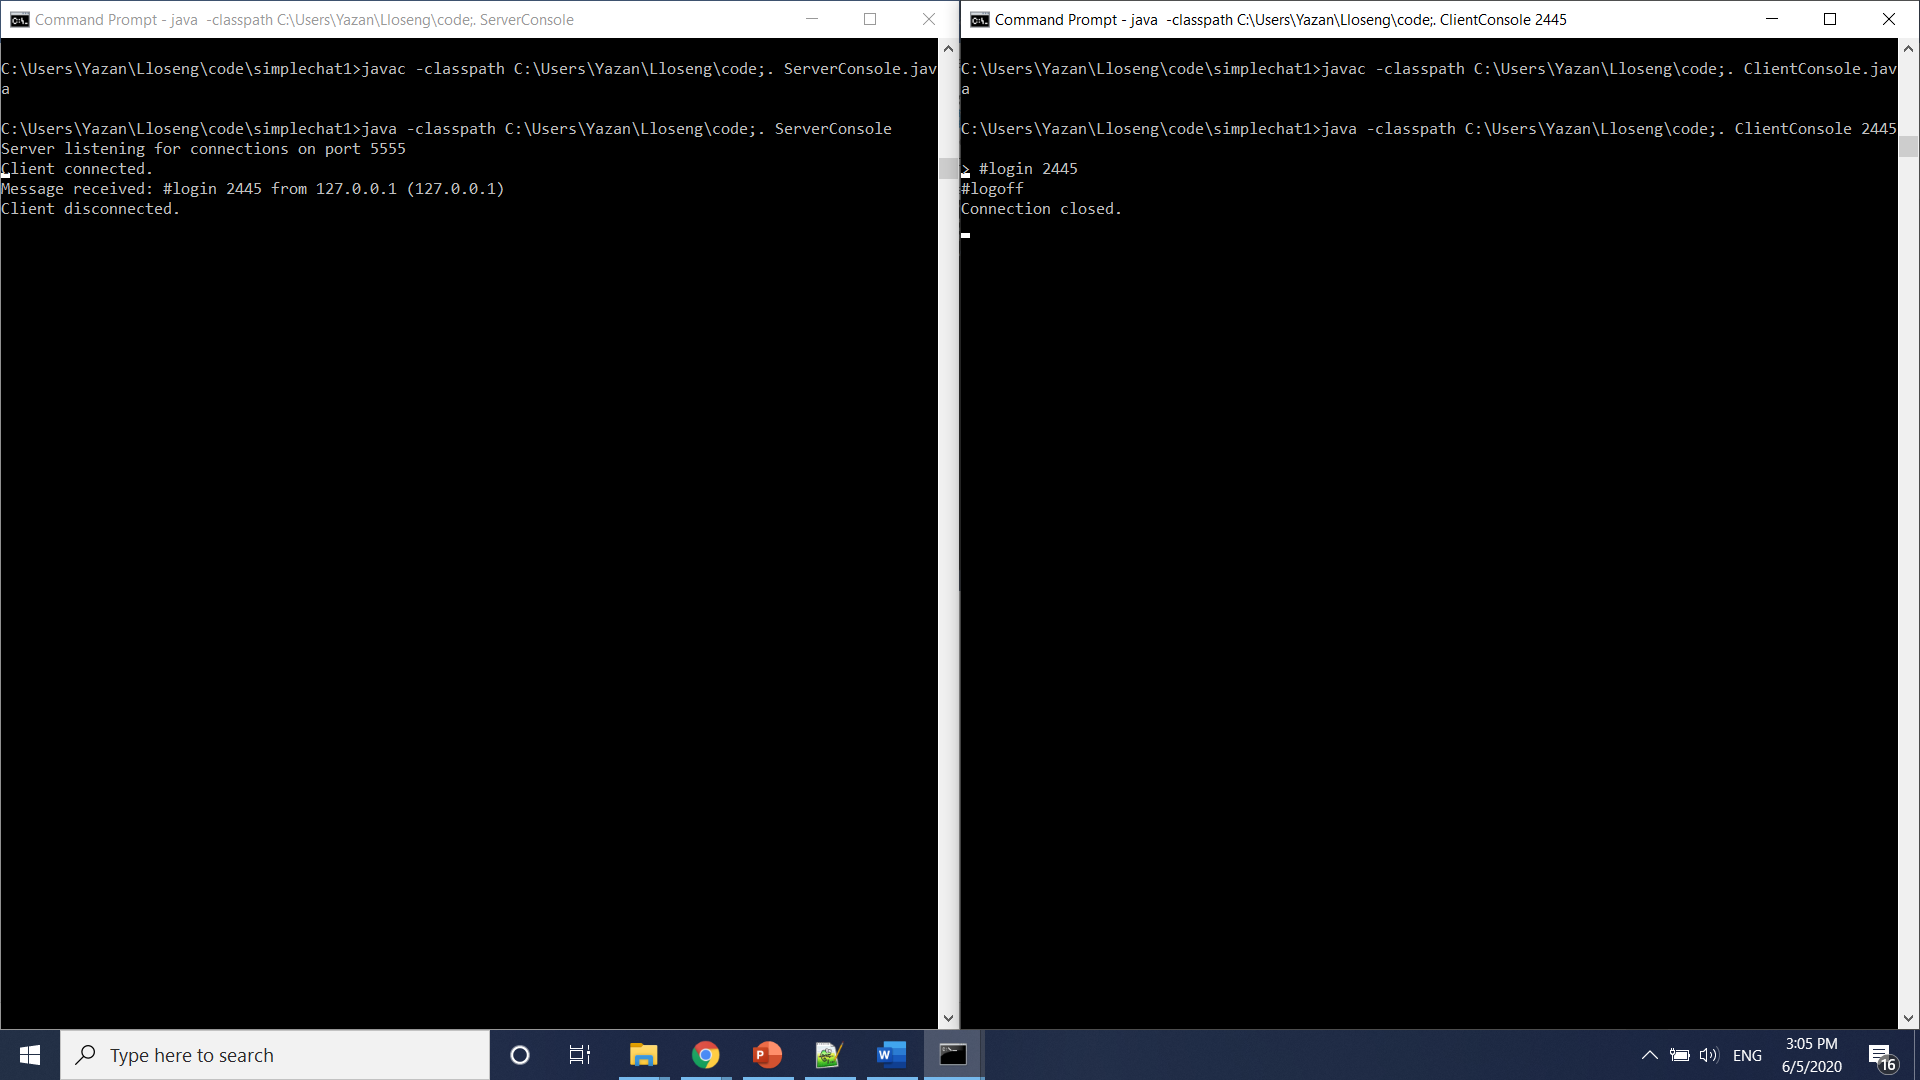 Command Prompt - java  -classpath C:\Users\Yazan\Lloseng\code;. ServerConsole
C:\Users\Yazan\Lloseng\code\simplechat1>javac -classpath C:\Users\Yazan\Lloseng\code;. ServerConsole.jav
a
C:\Users\Yazan\Lloseng\code\simplechat1>java -classpath C:\Users\Yazan\Lloseng\code;. ServerConsole
Server listening for connections on port 5555
Client connected.
Message received: #login 2445 from 127.0.0.1 (127.0.0.1)
Client disconnected.
Command Prompt - java  -classpath C:\Users\Yazan\Lloseng\code;. ClientConsole 2445
C:\Users\Yazan\Lloseng\code\simplechat1>javac -classpath C:\Users\Yazan\Lloseng\code;. ClientConsole.jav
a
C:\Users\Yazan\Lloseng\code\simplechat1>java -classpath C:\Users\Yazan\Lloseng\code;. ClientConsole 2445
> #login 2445
#logoff
Connection closed.
Type here to search
ENG
3:05 PM
6/5/2020
16